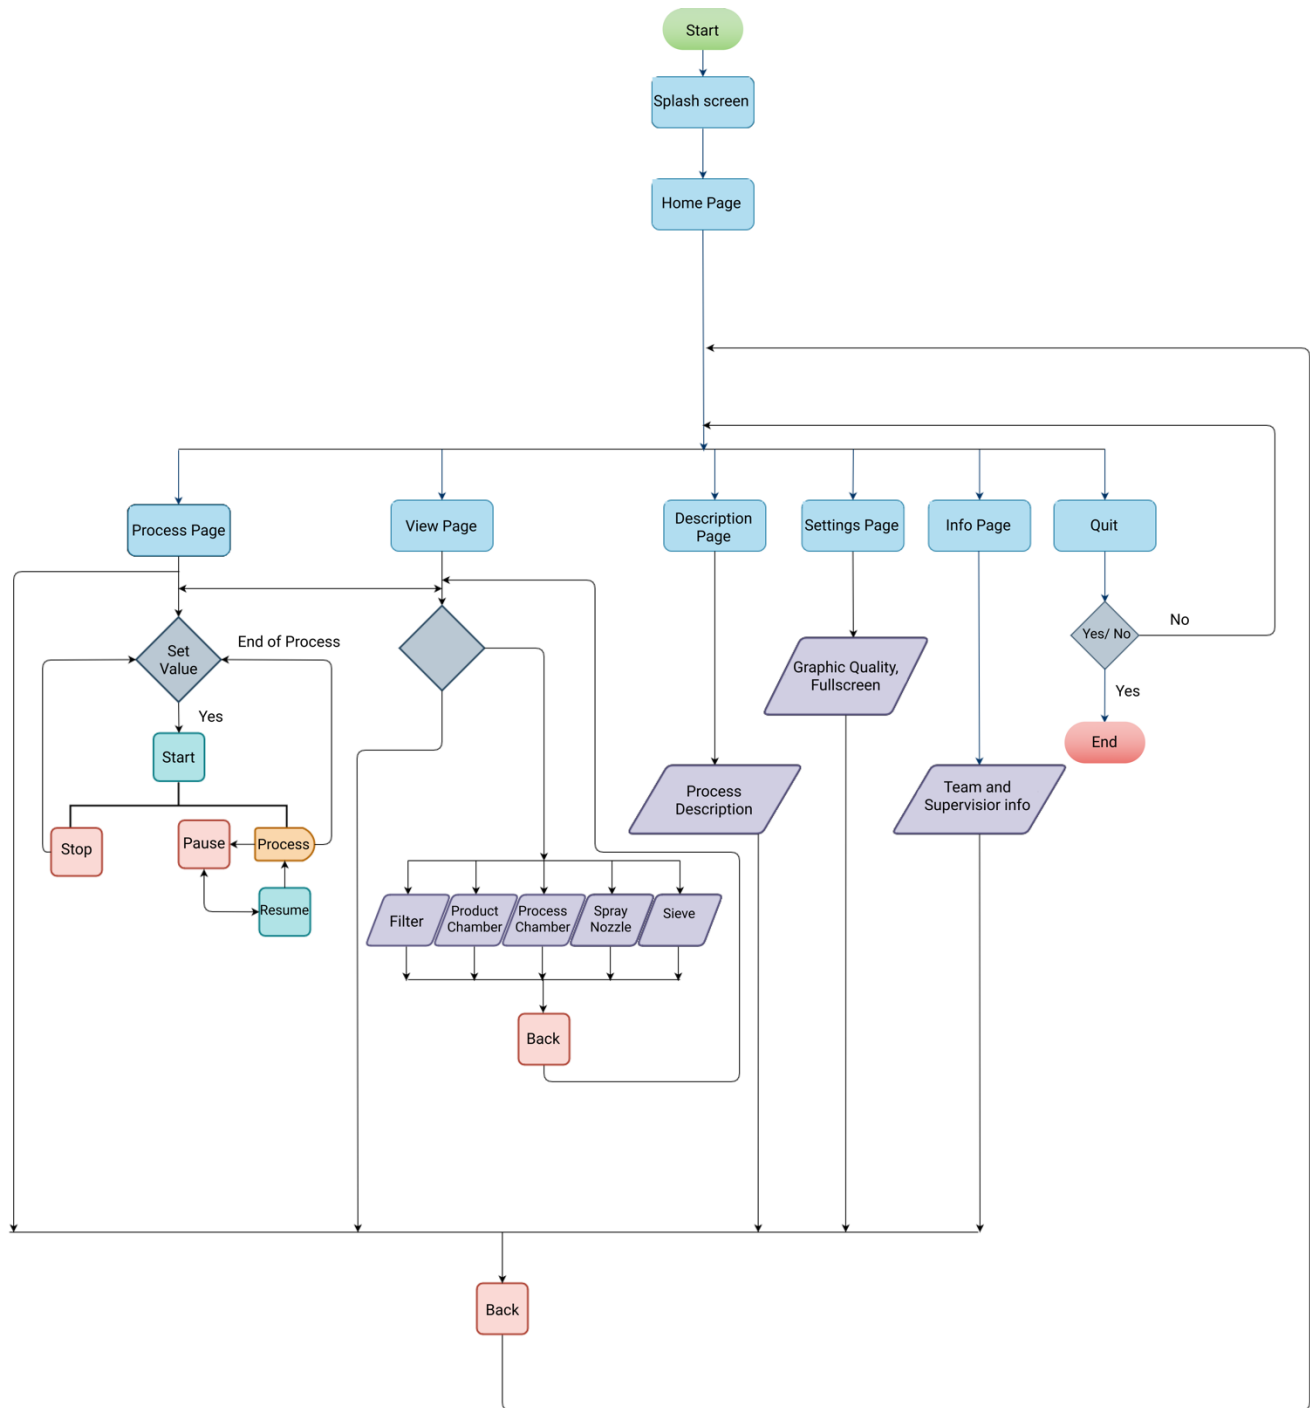 Start
Splash screen
Home Page
Process Page
View Page
Description
Page
Settings Page
Info Page
Quit
Set
Value
End of Process
Yes
Start
Stop
Pause
Process
Resume
Filter
Product
Chamber
Process
Chamber
Spray
Nozzle
Sieve
Back
Process
Description
Graphic Quality,
Fullscreen
Team and
Supervisior info
Yes/ No
No
Yes
End
Back